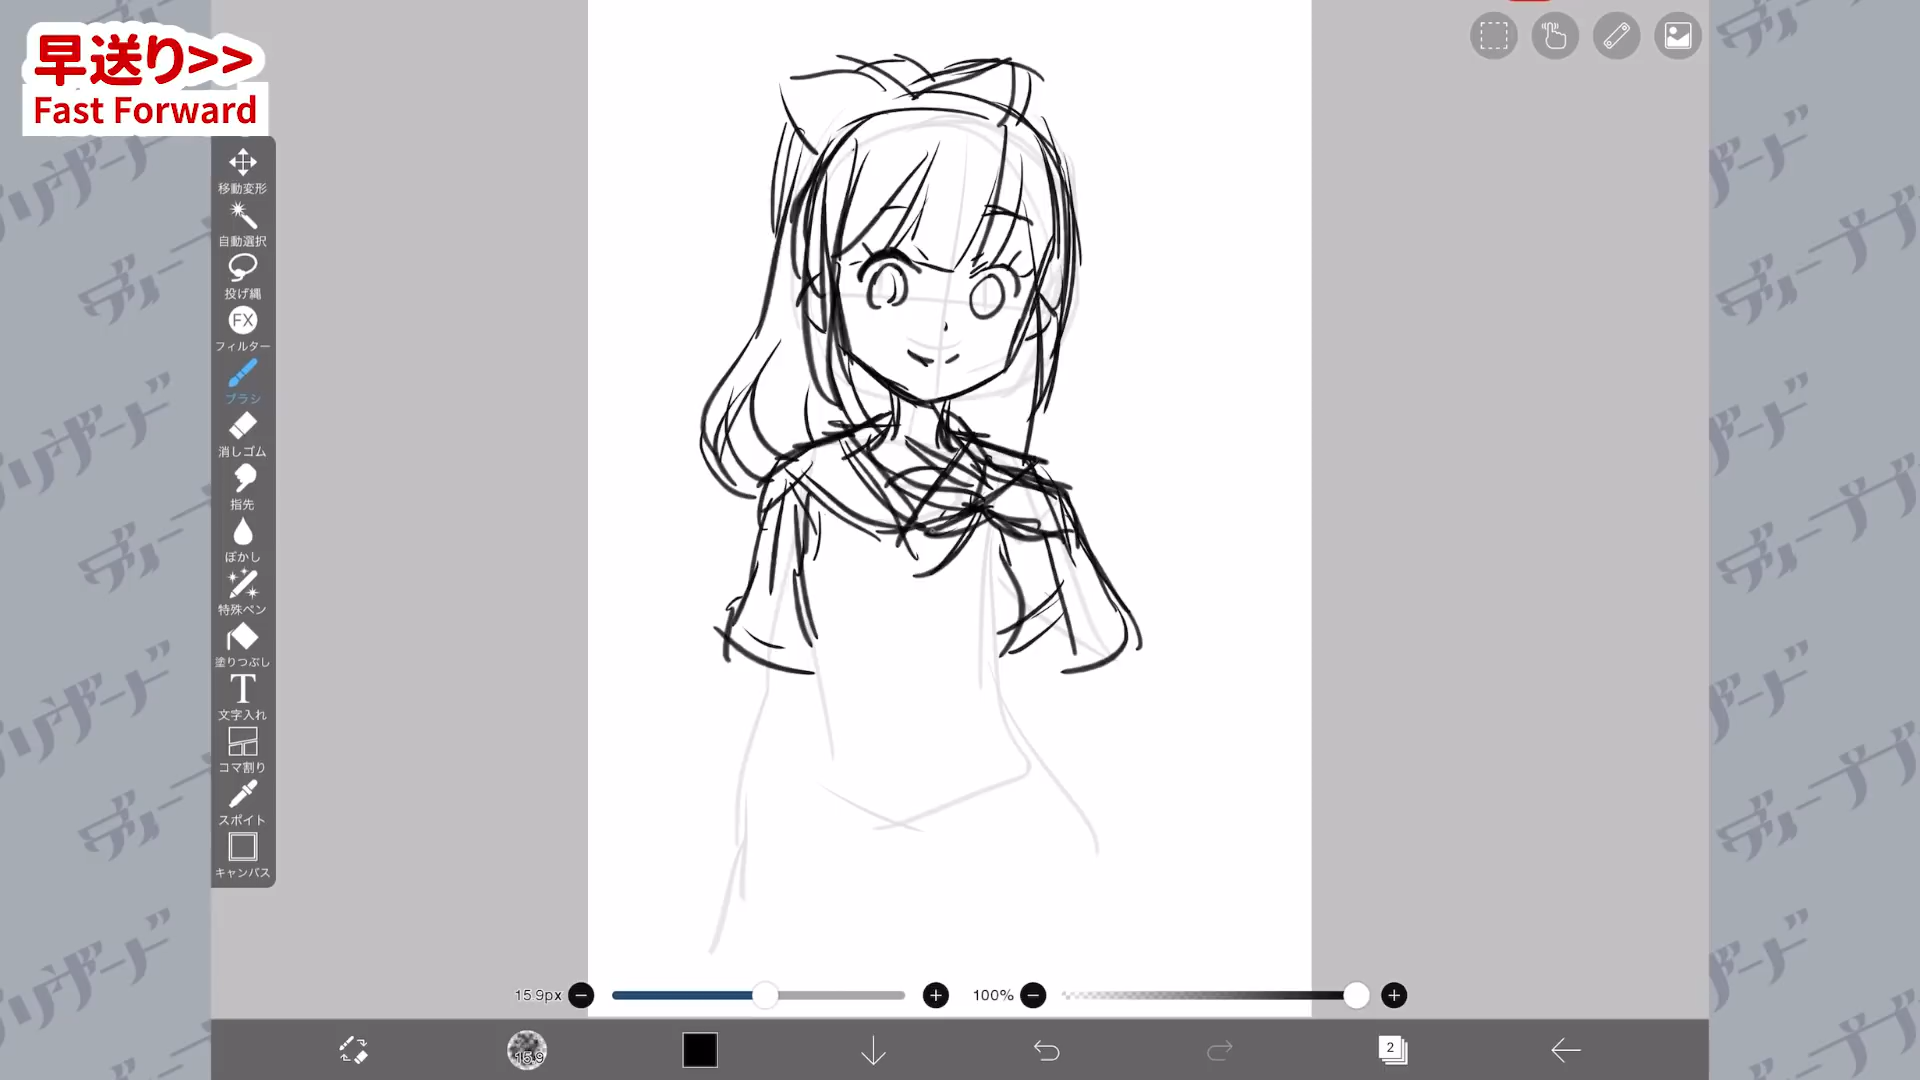 早送り>>
Fast Forward
移動変形
自動選択
投げ縄
FX
フィルター
ブラシ
消しゴム
指先
ぼかし
特殊ペン
塗りつぶし
T
文字入れ
コマ割り
スポイト
キャンバス
15.9px
100%
15.9
2